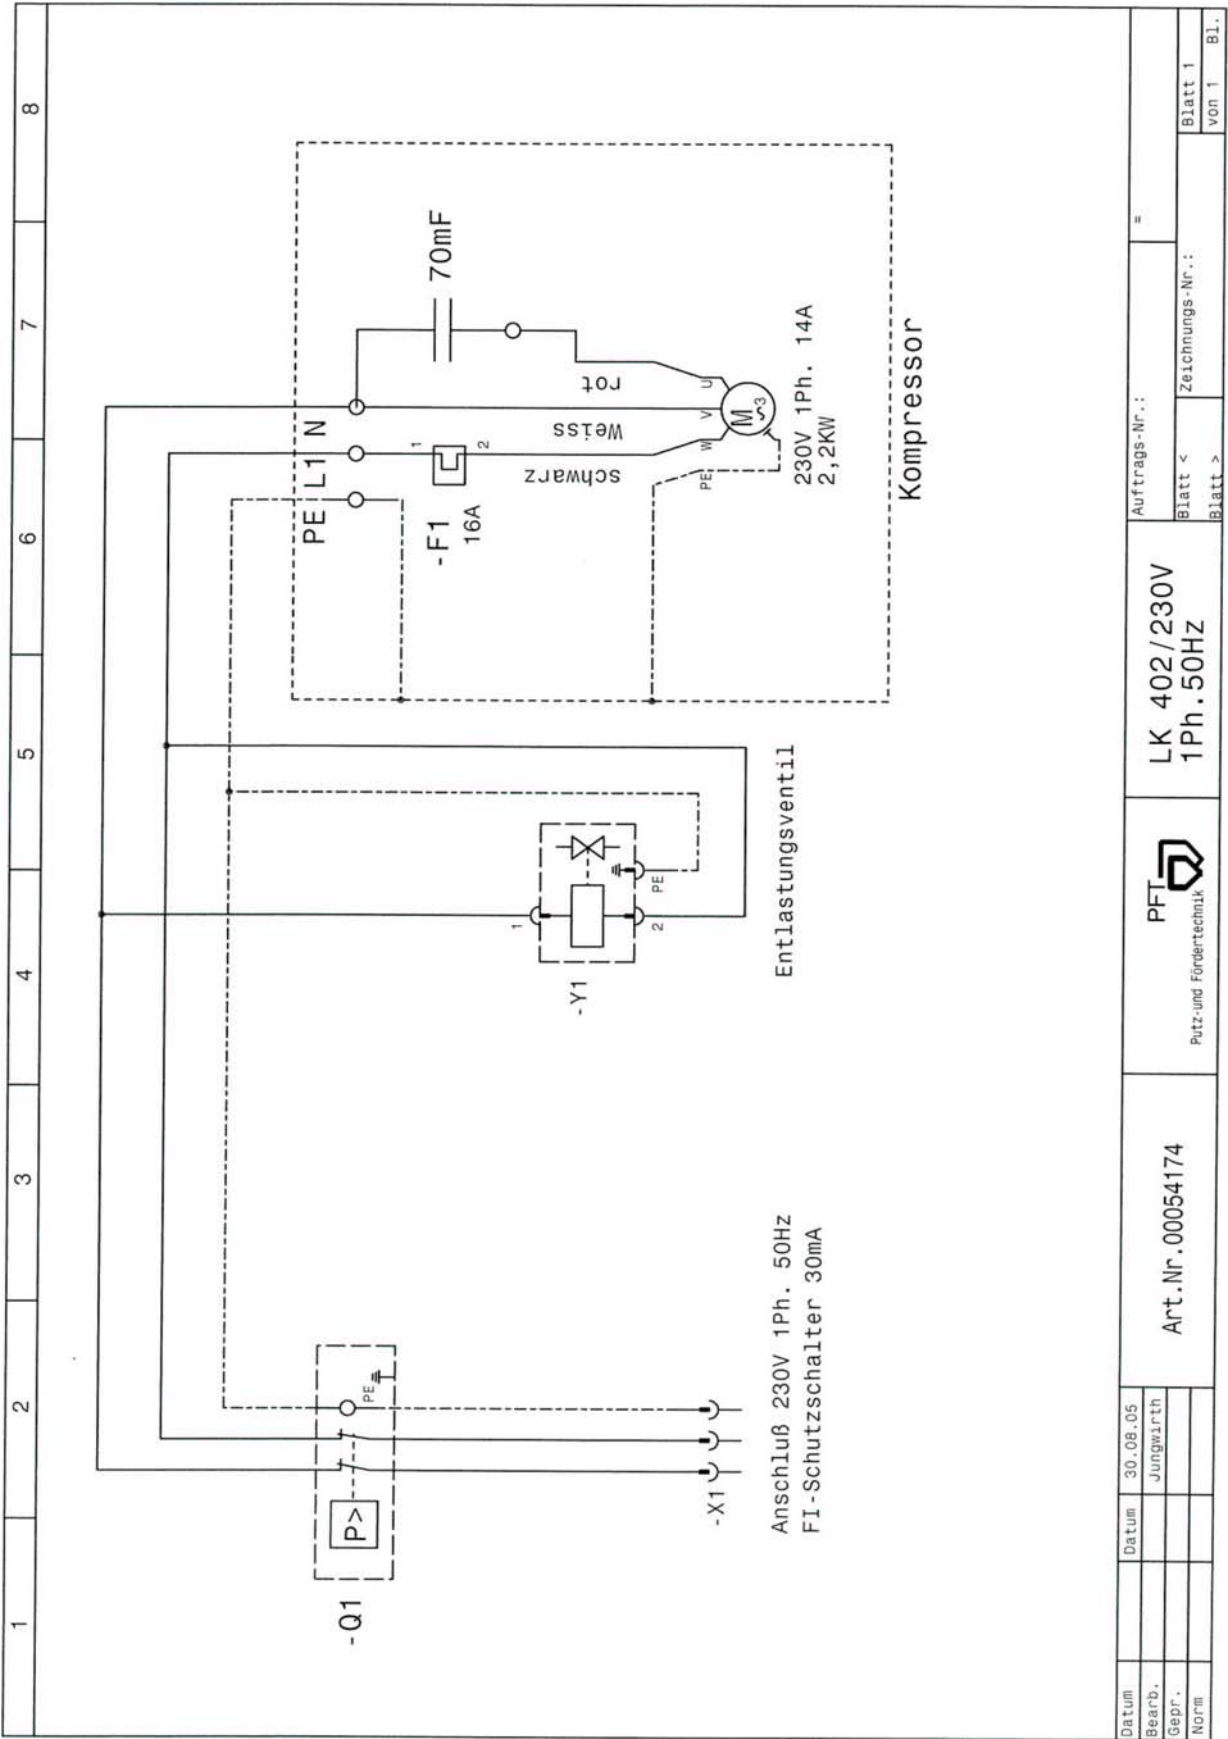 1 2 3 4 5 6 7 8
PE L1 N
-F1
16A
1
2
70mF
schwarz
Weiss
rot
PE
W
V
U
M
~3
230V 1Ph. 14A
2,2KW
Kompressor
-Y1
1
2
PE
Entlastungsventil
-Q1
P>
PE
-X1
Anschluß 230V 1Ph. 50Hz
FI-Schutzschalter 30mA
Datum
Bearb.
Gepr.
Norm
Datum
30.08.05
Jungwirth
Art.Nr.00054174
PFT
Putz-und Fördertechnik
LK 402/230V
1Ph.50HZ
Auftrags-Nr.:
=
Blatt <
Blatt >
Zeichnungs-Nr.:
Blatt 1
von 1 Bl.